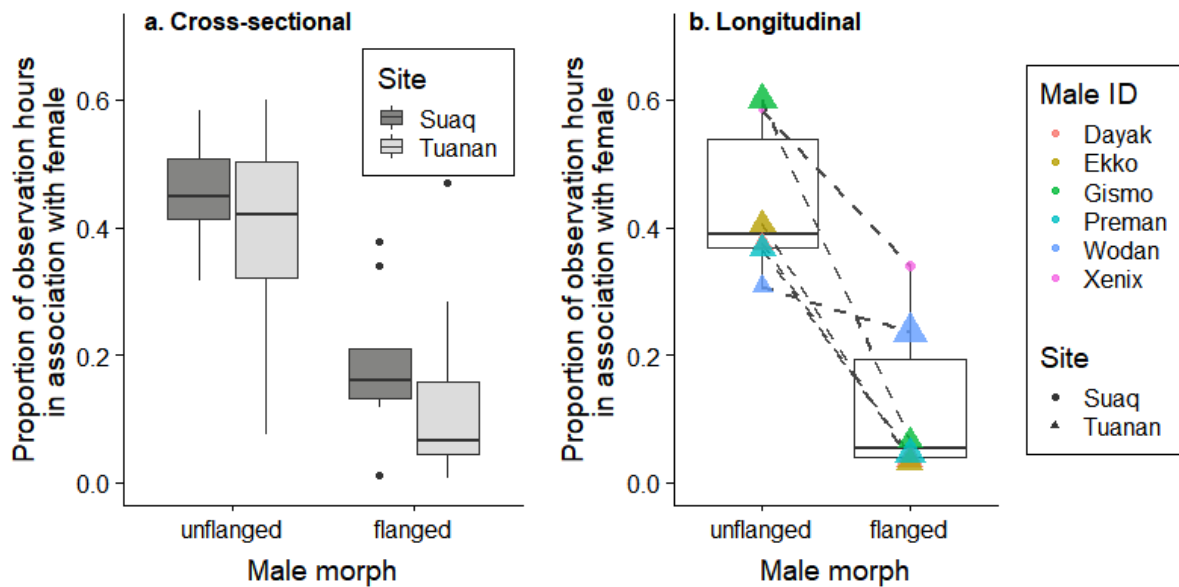 a. Cross-sectional
Proportion of observation hours
in association with female
0.6
0.4
0.2
0.0
Site
Suaq
Tuanan
unflanged
flanged
Male morph
b. Longitudinal
Proportion of observation hours
in association with female
0.6
0.4
0.2
0.0
unflanged
flanged
Male morph
Male ID
Dayak
Ekko
Gismo
Preman
Wodan
Xenix
Site
Suaq
Tuanan